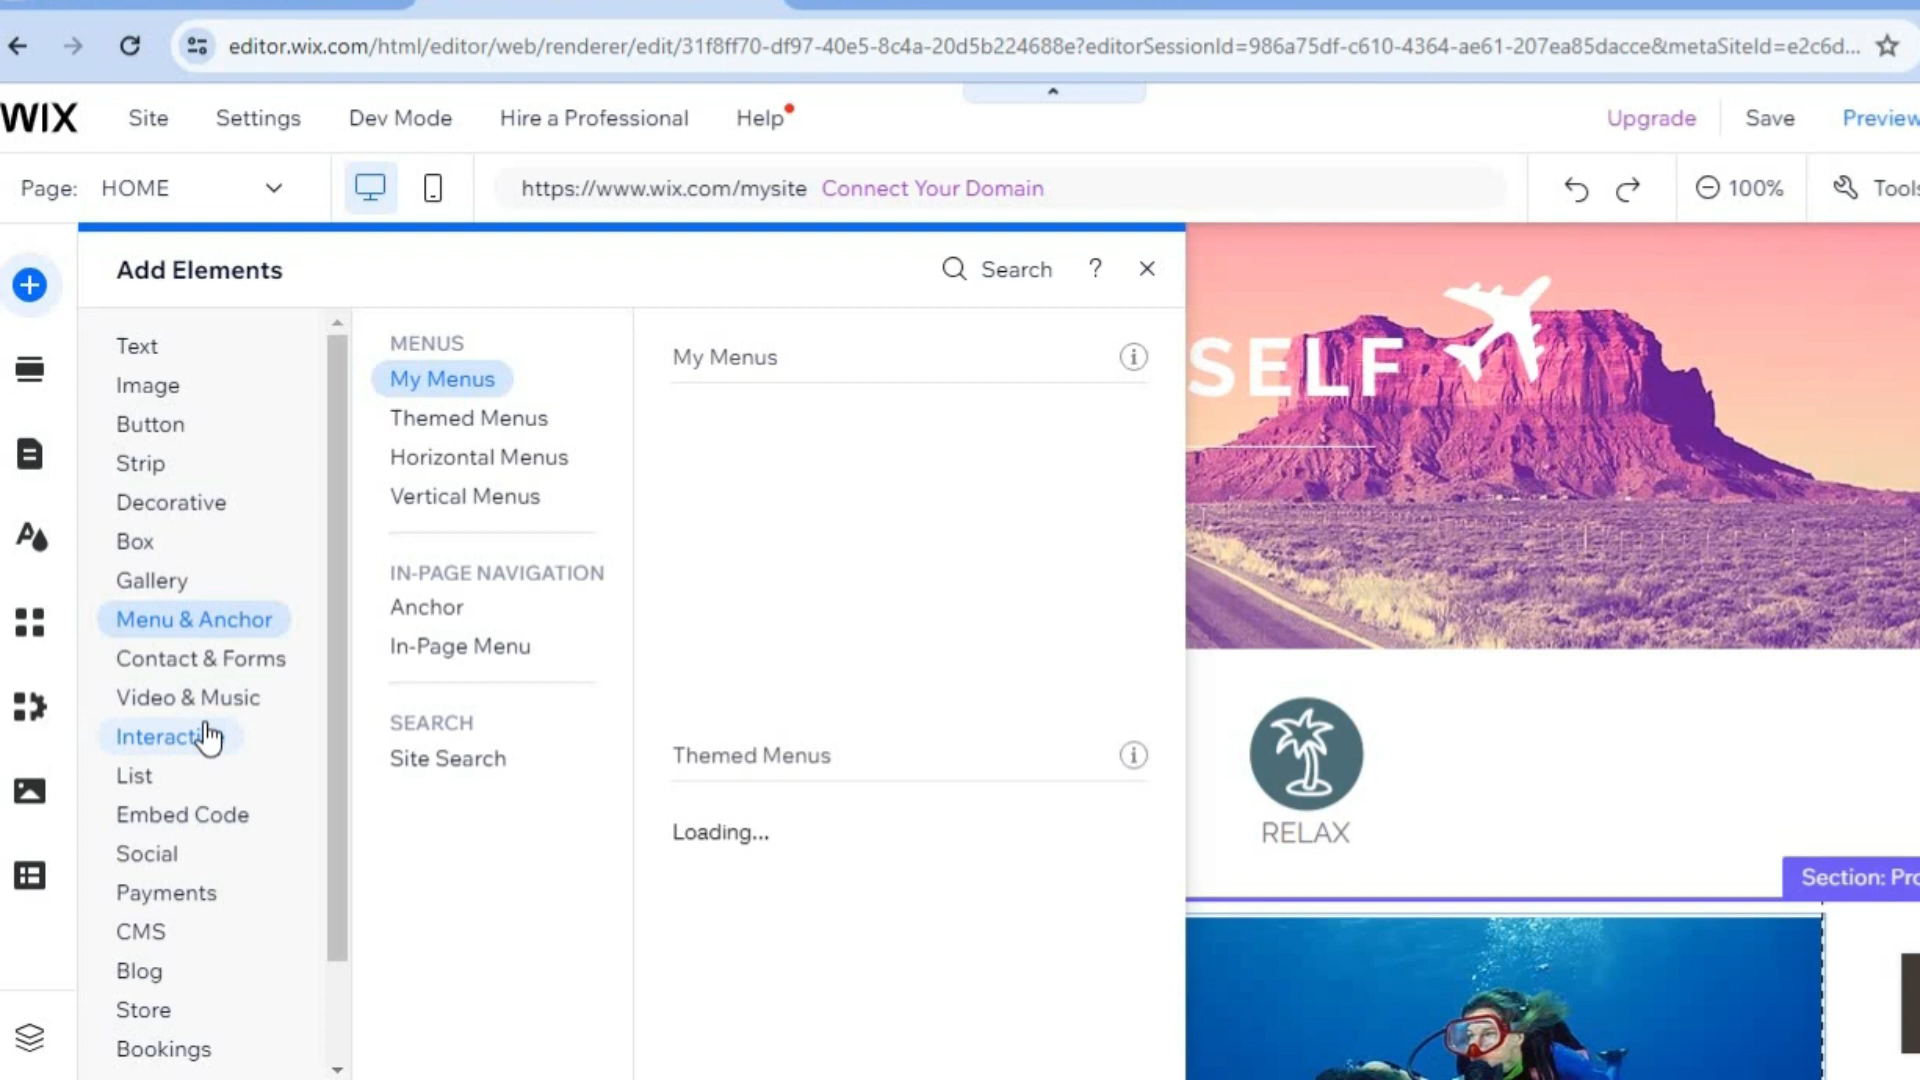 editor.wix.com/html/editor/web/renderer/edit/31f8ff70-df97-40e5-8c4a-20d5b224688e?editorSessionId=986a75df-c610-4364-ae61-207ea85dacce&metaSiteId=e2c6d...
WIX Site Settings Dev Mode Hire a Professional Help Upgrade Save Preview
Page: HOME https://www.wix.com/mysite Connect Your Domain 100% Tools
Add Elements Search ?
Text
Image
Button
Strip
Decorative
Box
Gallery
Menu & Anchor
Contact & Forms
Video & Music
Interacti
List
Embed Code
Social
Payments
CMS
Blog
Store
Bookings
MENUS
My Menus
Themed Menus
Horizontal Menus
Vertical Menus
IN-PAGE NAVIGATION
Anchor
In-Page Menu
SEARCH
Site Search
My Menus
Themed Menus
Loading...
SELF
RELAX
Section: Pro